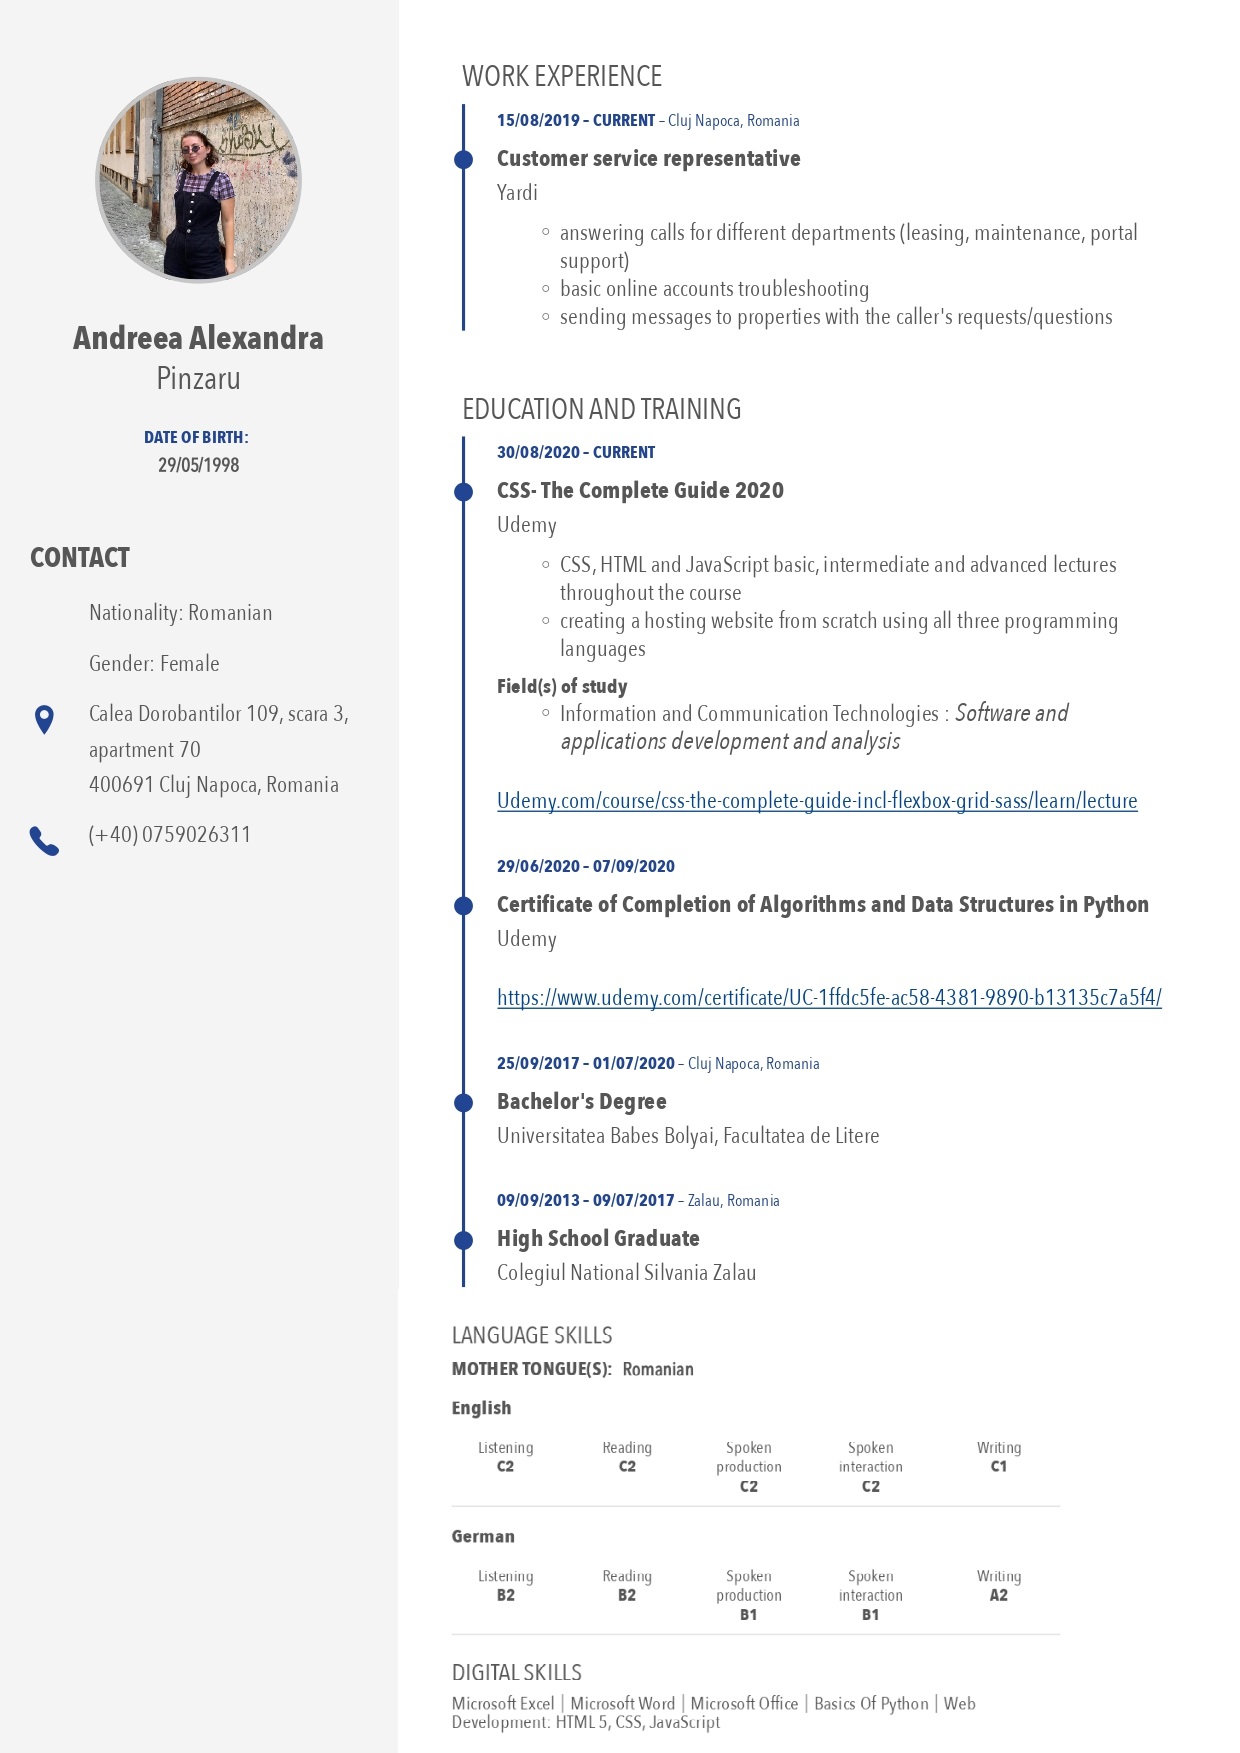 Andreea Alexandra
Pinzaru
DATE OF BIRTH:
29/05/1998
CONTACT
Nationality: Romanian
Gender: Female
Calea Dorobantilor 109, scara 3,
apartment 70
400691 Cluj Napoca, Romania
(+40) 0759026311
WORK EXPERIENCE
15/08/2019 – CURRENT – Cluj Napoca, Romania
Customer service representative
Yardi
◦ answering calls for different departments (leasing, maintenance, portal
support)
◦ basic online accounts troubleshooting
◦ sending messages to properties with the caller's requests/questions
EDUCATION AND TRAINING
30/08/2020 – CURRENT
CSS- The Complete Guide 2020
Udemy
◦ CSS, HTML and JavaScript basic, intermediate and advanced lectures
throughout the course
◦ creating a hosting website from scratch using all three programming
languages
Field(s) of study
◦ Information and Communication Technologies : Software and
applications development and analysis
Udemy.com/course/css-the-complete-guide-incl-flexbox-grid-sass/learn/lecture
29/06/2020 – 07/09/2020
Certificate of Completion of Algorithms and Data Structures in Python
Udemy
https://www.udemy.com/certificate/UC-1ffdc5fe-ac58-4381-9890-b13135c7a5f4/
25/09/2017 – 01/07/2020 – Cluj Napoca, Romania
Bachelor's Degree
Universitatea Babes Bolyai, Facultatea de Litere
09/09/2013 – 09/07/2017 – Zalau, Romania
High School Graduate
Colegiul National Silvania Zalau
LANGUAGE SKILLS
MOTHER TONGUE(S): Romanian
English
Listening Reading Spoken Spoken Writing
C2 C2 production interaction C1
C2 C2
German
Listening Reading Spoken Spoken Writing
B2 B2 production interaction A2
B1 B1
DIGITAL SKILLS
Microsoft Excel | Microsoft Word | Microsoft Office | Basics Of Python | Web
Development: HTML 5, CSS, JavaScript